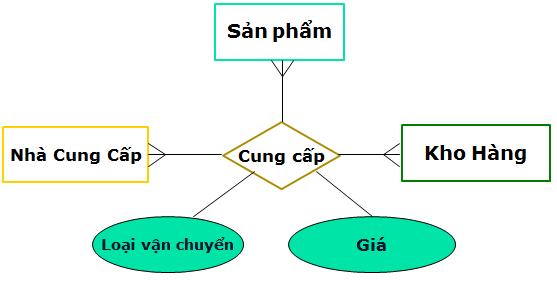 Sản phẩm
Nhà Cung Cấp
Cung cấp
Kho Hàng
Loại vận chuyển
Giá